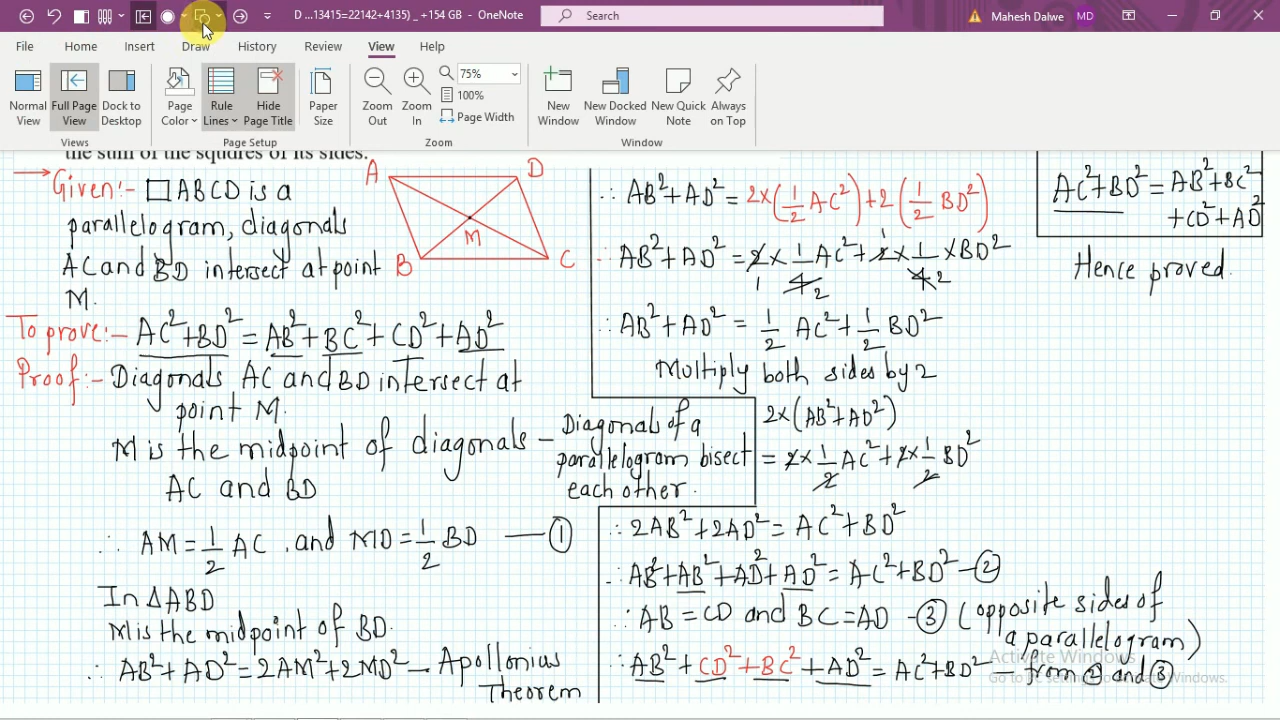 D ...13415=22142+4135) _ +154 GB - OneNote
Search
Mahesh Dalwe
MD
File Home Insert Draw History Review View Help
Normal View
Full Page View
Dock to Desktop
Page Color
Rule Lines
Hide Page Title
Paper Size
Zoom Out
Zoom In
75%
100%
Page Width
New Window
New Docked Window
New Quick Note
Always on Top
Views
Page Setup
Zoom
Window
the sum of the squares of its sides.
→ Given:- □ABCD is a
parallelogram, diagonals
AC and BD intersect at point
M.
A D
M
B C
To prove:- AC²+BD² = AB²+BC²+CD²+AD²
Proof:- Diagonals AC and BD intersect at
point M.
M is the midpoint of diagonals – Diagonals of a
parallelogram bisect
each other.
AC and BD
∴ AM = 1/2 AC , and MD = 1/2 BD —— ①
In ΔABD
M is the midpoint of BD.
∴ AB²+AD² = 2AM²+2MD² – Apollonius
Theorem
∴ AB²+AD² = 2×(1/2 AC²)+2(1/2 BD²)
∴ AB²+AD² = 2×1/4 AC²+2×1/4×BD²
1 2 1 2
∴ AB²+AD² = 1/2 AC²+1/2 BD²
Multiply both sides by 2
2×(AB²+AD²)
= 2×1/2 AC²+2×1/2 BD²
∴ 2AB²+2AD² = AC²+BD²
∴ AB²+AB²+AD²+AD² = AC²+BD² – ②
∴ AB = CD and BC = AD – ③ (opposite sides of
a parallelogram)
∴ AB²+CD²+BC²+AD² = AC²+BD² – from ② and ③
AC²+BD² = AB²+BC²
+CD²+AD²
Hence proved.
Activate Windows
Go to PC settings to activate Windows.